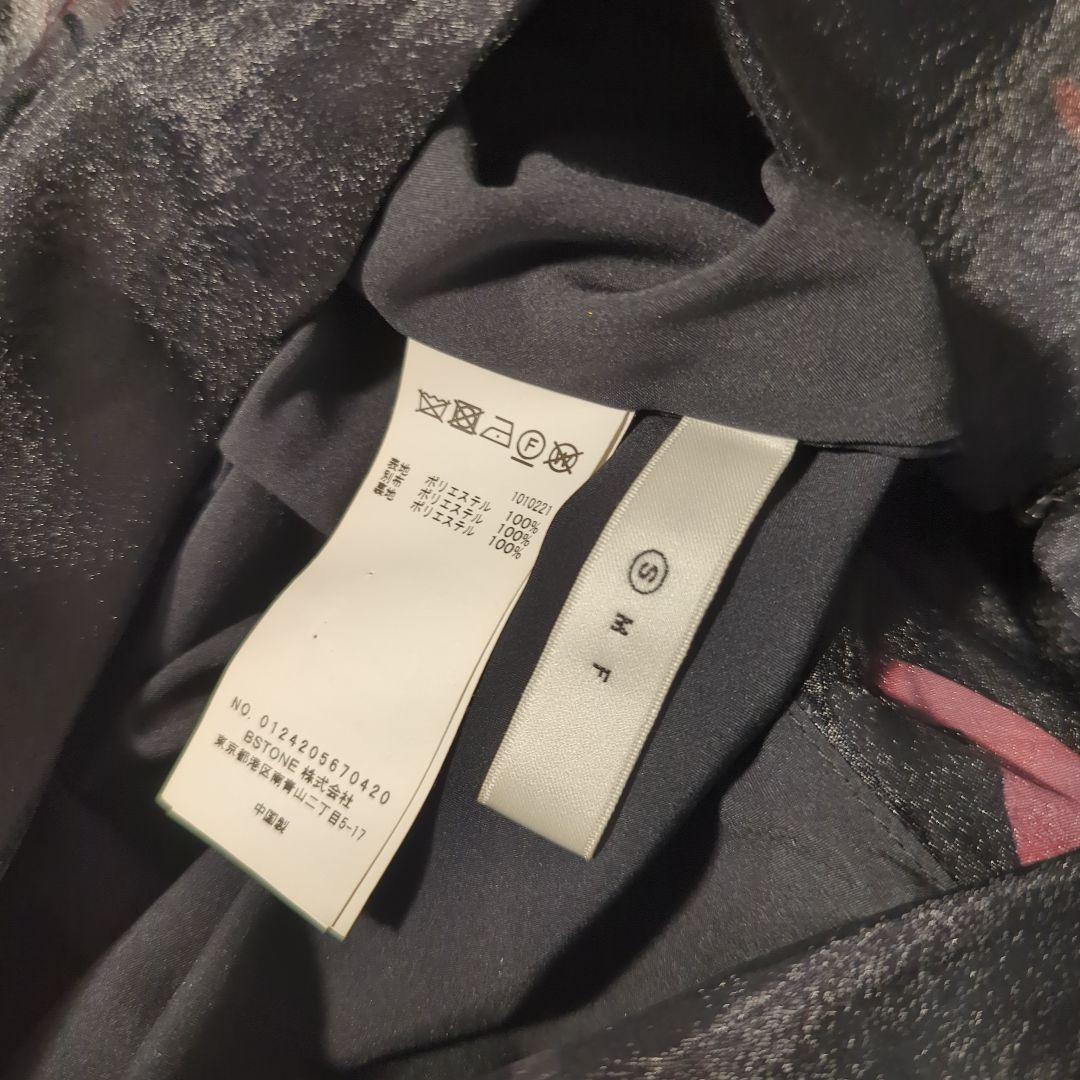 F
1010221
表地 ポリエステル 100%
別布 ポリエステル 100%
裏地 ポリエステル 100%
NO. 0124205670420
BSTONE 株式会社
東京都港区南青山二丁目5-17
中国製
S
M
F